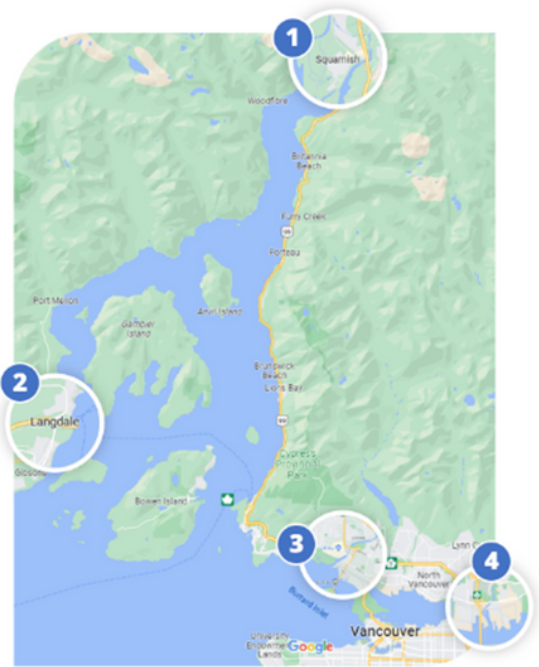 1
Squamish
Woodfibre
Britannia
Beach
Furry Creek
99
Porteau
Port Mellon
Anvil Island
Gambier
Island
Brunswick
Beach
Lions Bay
2
Langdale
99
Gibsons
Cypress
Provincial
Park
Bowen Island
3
4
Lynn C
North
Vancouver
Burrard Inlet
Vancouver
University
Endowme
Lands
Google